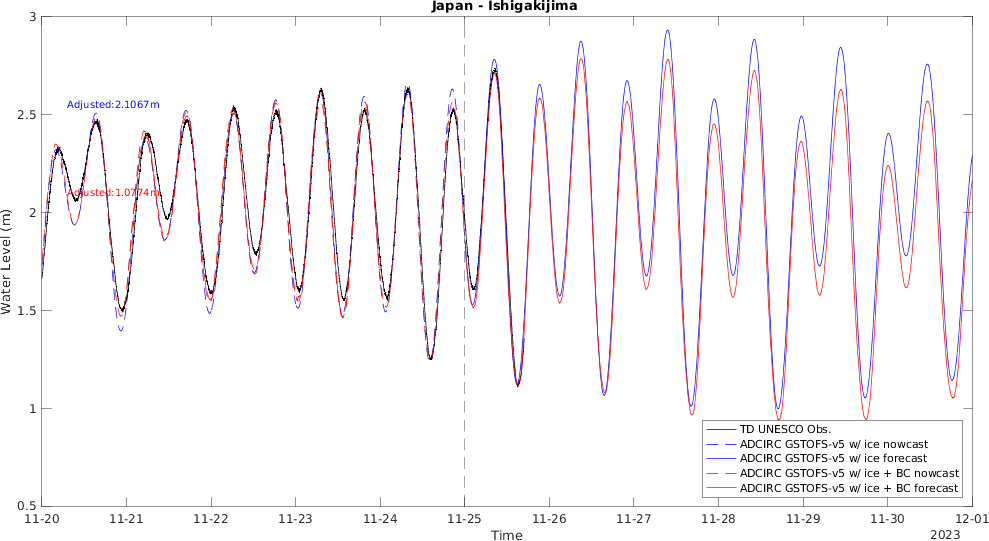 Japan - Ishigakijima
Water Level (m)
3
2.5
2
1.5
1
0.5
Adjusted:2.1067m
Adjusted:1.0774m
TD UNESCO Obs.
ADCIRC GSTOFS-v5 w/ ice nowcast
ADCIRC GSTOFS-v5 w/ ice forecast
ADCIRC GSTOFS-v5 w/ ice + BC nowcast
ADCIRC GSTOFS-v5 w/ ice + BC forecast
11-20 11-21 11-22 11-23 11-24 11-25 11-26 11-27 11-28 11-29 11-30 12-01
Time
2023